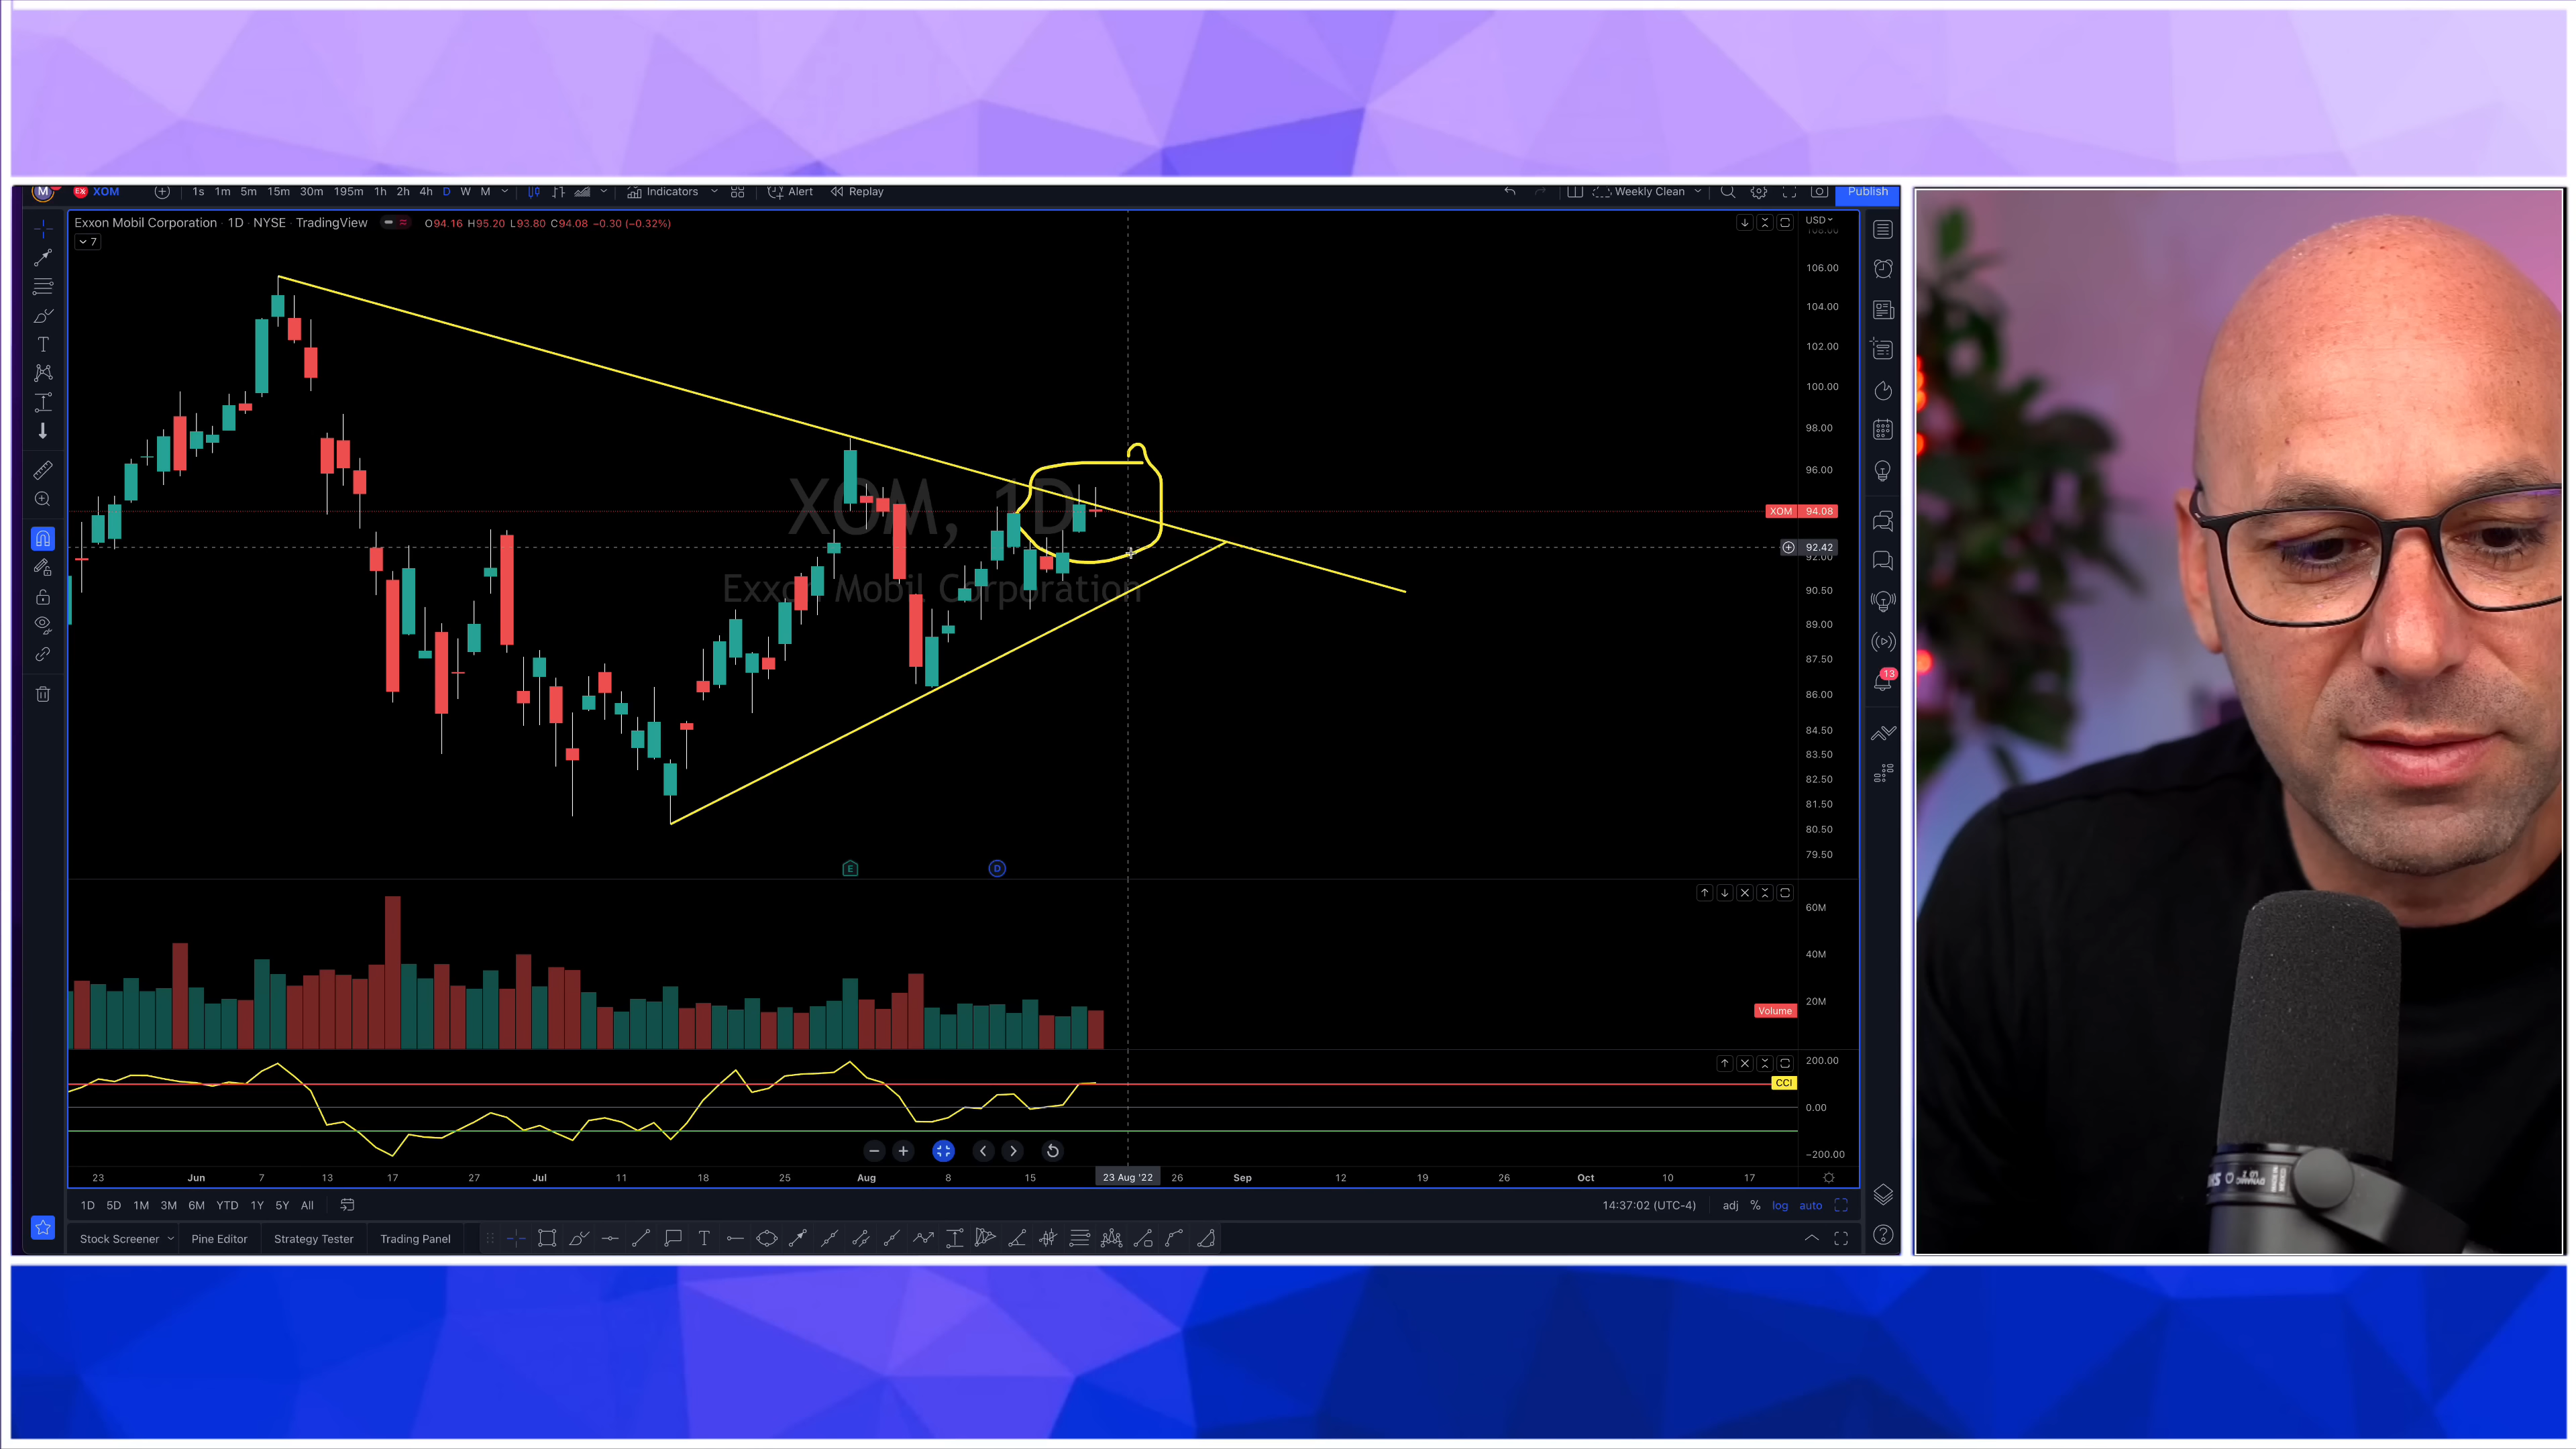 M XOM 1s 1m 5m 15m 30m 195m 1h 2h 4h D W M Indicators Alert Replay Weekly Clean Publish
Exxon Mobil Corporation · 1D · NYSE · TradingView O94.16 H95.20 L93.80 C94.08 −0.30 (−0.32%)
7
USD
108.00
106.00
104.00
102.00
100.00
98.00
96.00
XOM 94.08
92.42
92.00
90.50
89.00
87.50
86.00
84.50
83.50
82.50
81.50
80.50
79.50
XOM, 1D
Exxon Mobil Corporation
E
D
13
60M
40M
20M
Volume
200.00
CCI
0.00
−200.00
23 Jun 7 13 17 27 Jul 11 25 Aug 8 15 23 Aug '22 26 Sep 12 19 26 Oct 10 17
1D 5D 1M 3M 6M YTD 1Y 5Y All 14:37:02 (UTC-4) adj % log auto
Stock Screener Pine Editor Strategy Tester Trading Panel